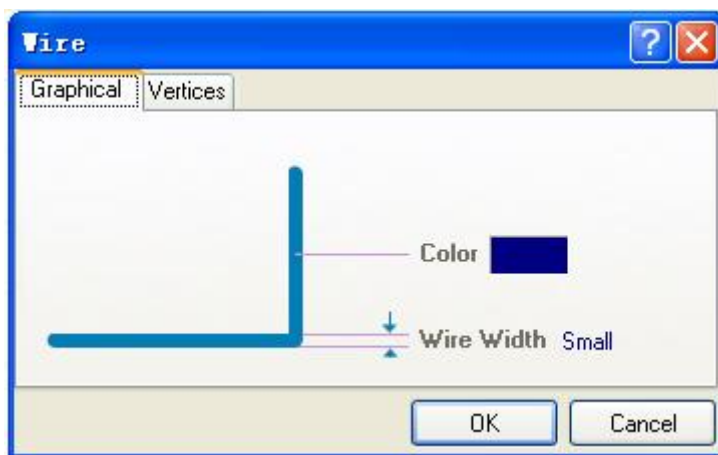 Wire
?
Graphical Vertices
Color
Wire Width Small
OK Cancel